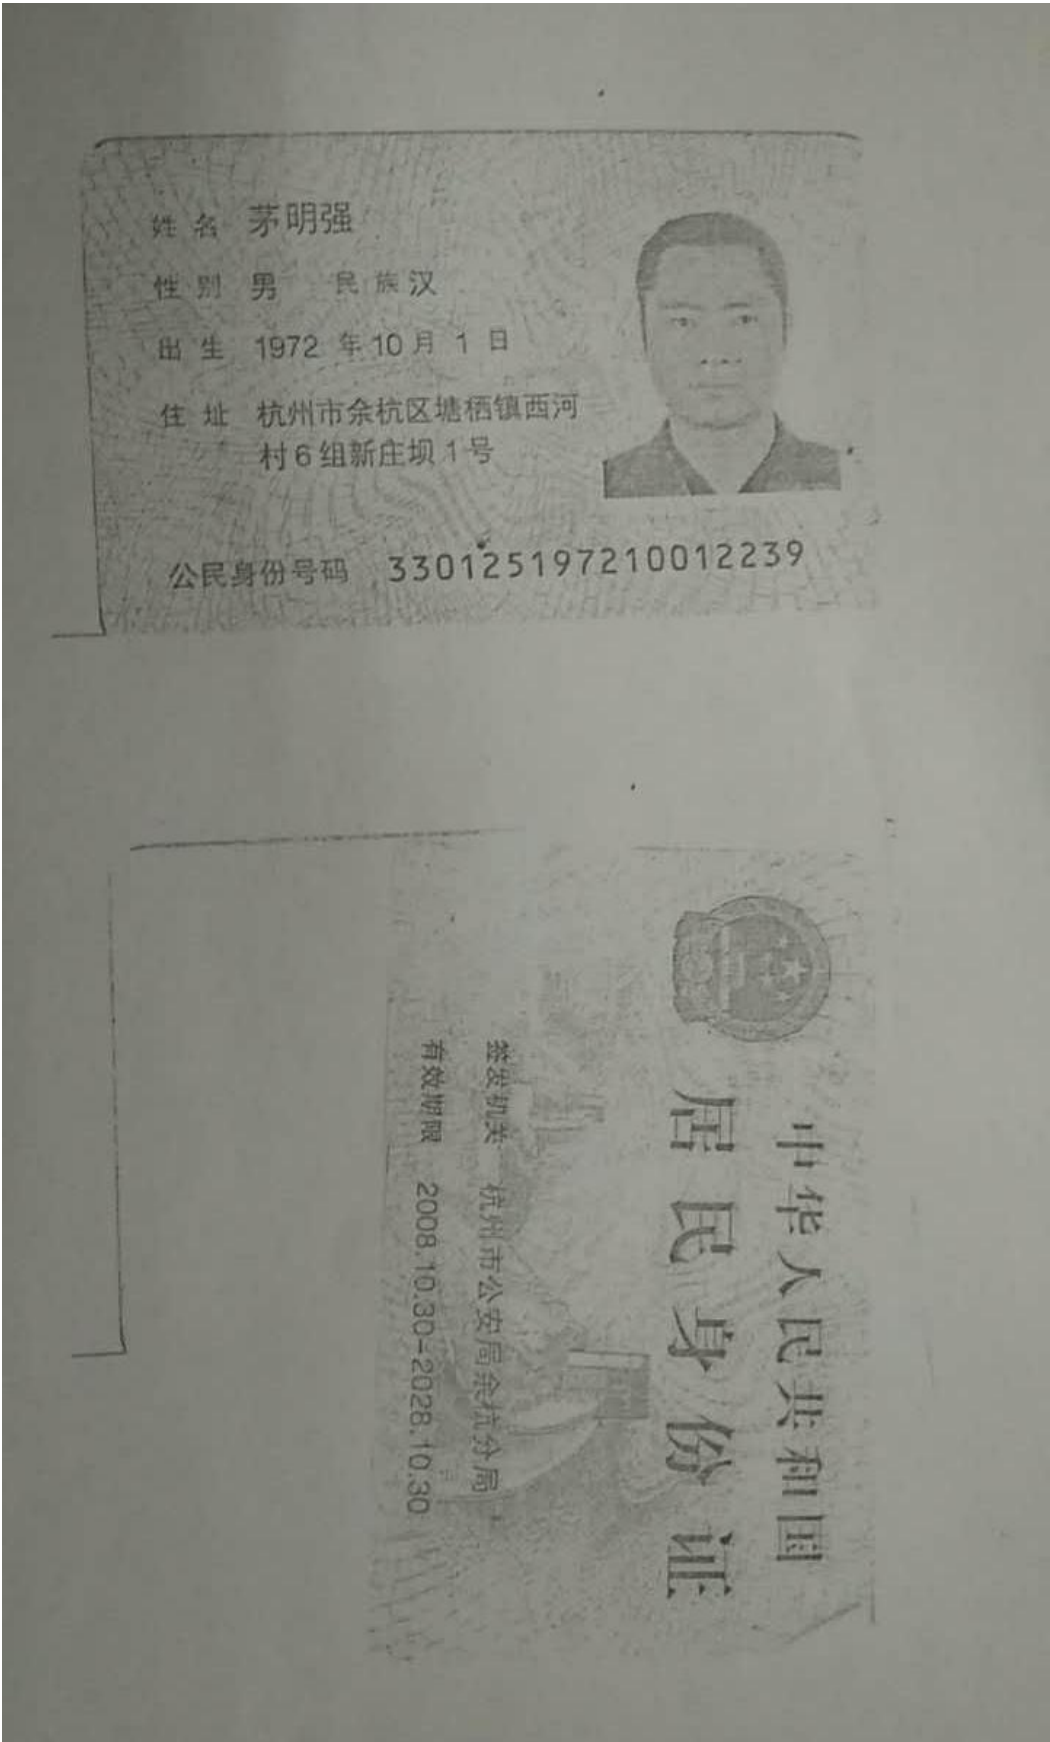 姓名 茅明强
性别 男 民族 汉
出生 1972 年 10 月 1 日
住址 杭州市余杭区塘栖镇西河
村6组新庄坝1号
公民身份号码 330125197210012239
中华人民共和国
居民身份证
签发机关 杭州市公安局余杭分局
有效期限 2008.10.30-2028.10.30